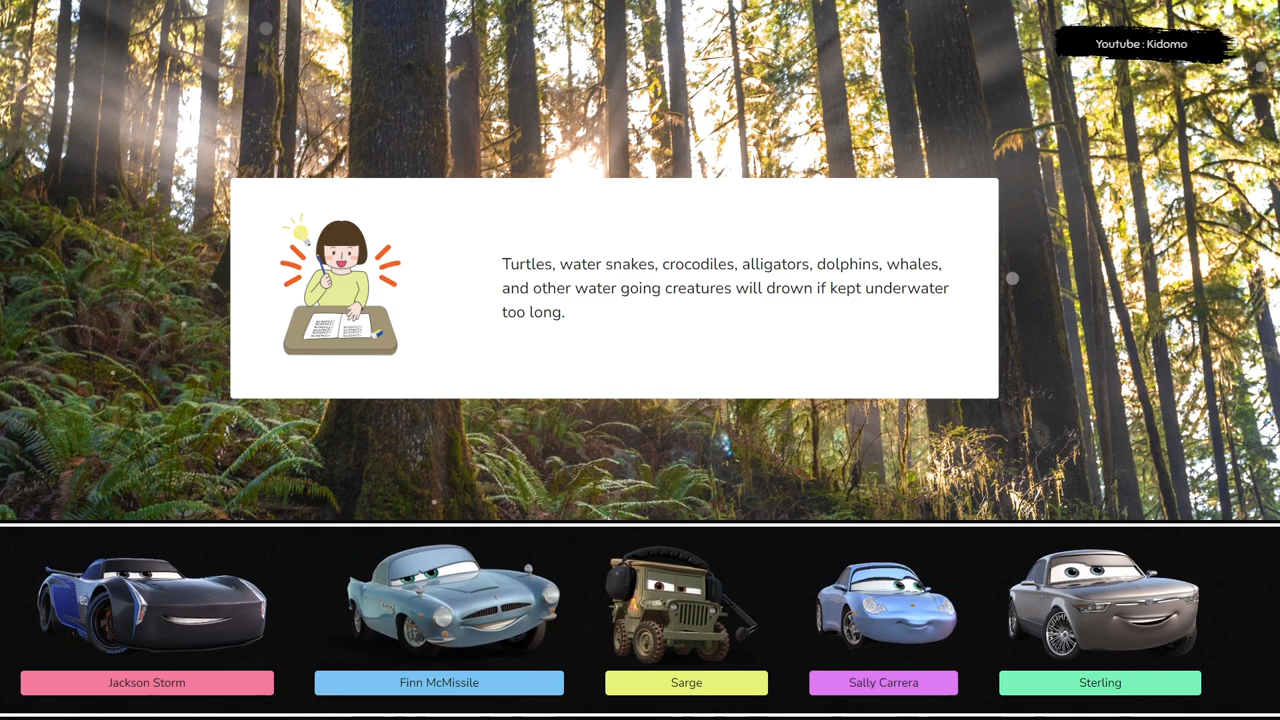 Youtube : Kidomo
Turtles, water snakes, crocodiles, alligators, dolphins, whales,
and other water going creatures will drown if kept underwater
too long.
Jackson Storm
Finn McMissile
Sarge
Sally Carrera
Sterling